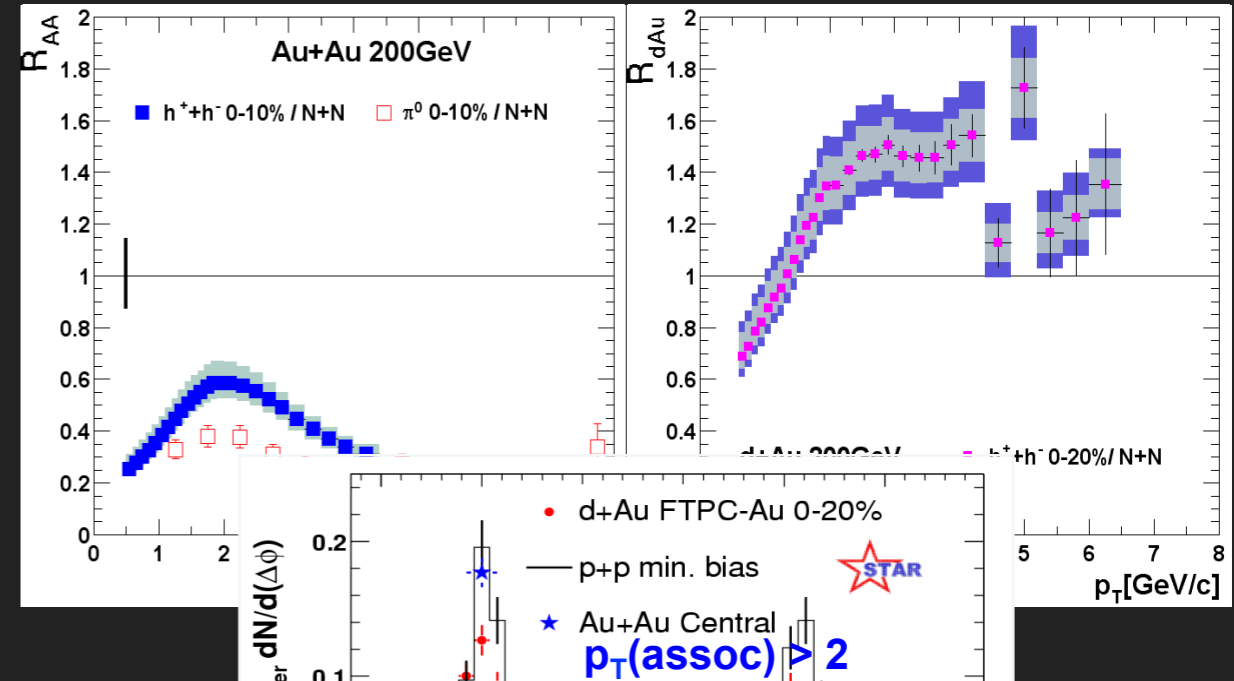 R_AA
2
1.8
1.6
1.4
1.2
1
0.8
0.6
0.4
0.2
0
0 1 2
Au+Au 200GeV
h⁺+h⁻ 0-10% / N+N
π⁰ 0-10% / N+N
R_dAu
2
1.8
1.6
1.4
1.2
1
0.8
0.6
0.4
d+Au 200GeV
h⁺+h⁻ 0-20%/ N+N
5 6 7 8
p_T[GeV/c]
dN/d(Δϕ)
0.2
0.1
d+Au FTPC-Au 0-20%
p+p min. bias
Au+Au Central
STAR
p_T(assoc) > 2